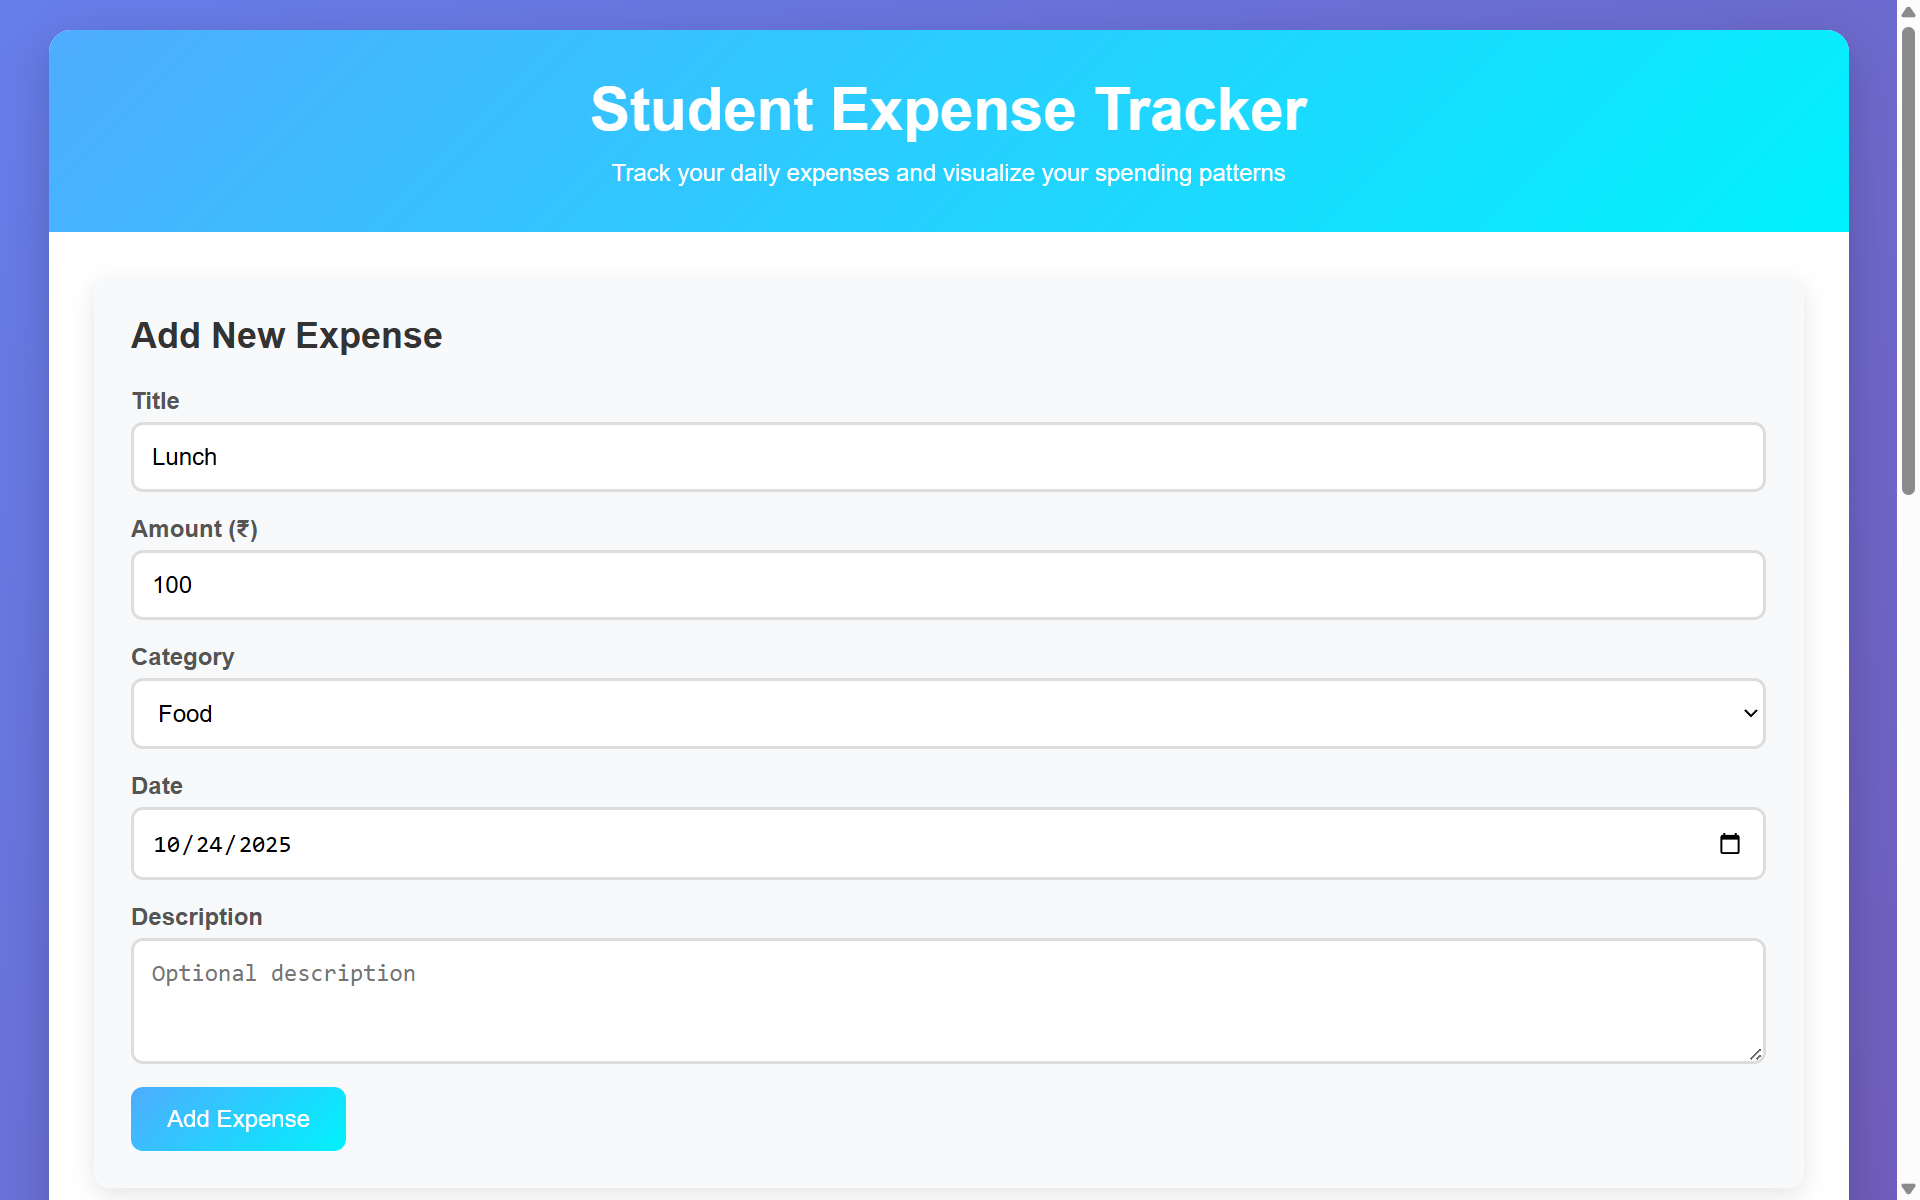 Student Expense Tracker
Track your daily expenses and visualize your spending patterns
Add New Expense
Title
Lunch
Amount (₹)
100
Category
Food
Date
10/24/2025
Description
Optional description
Add Expense